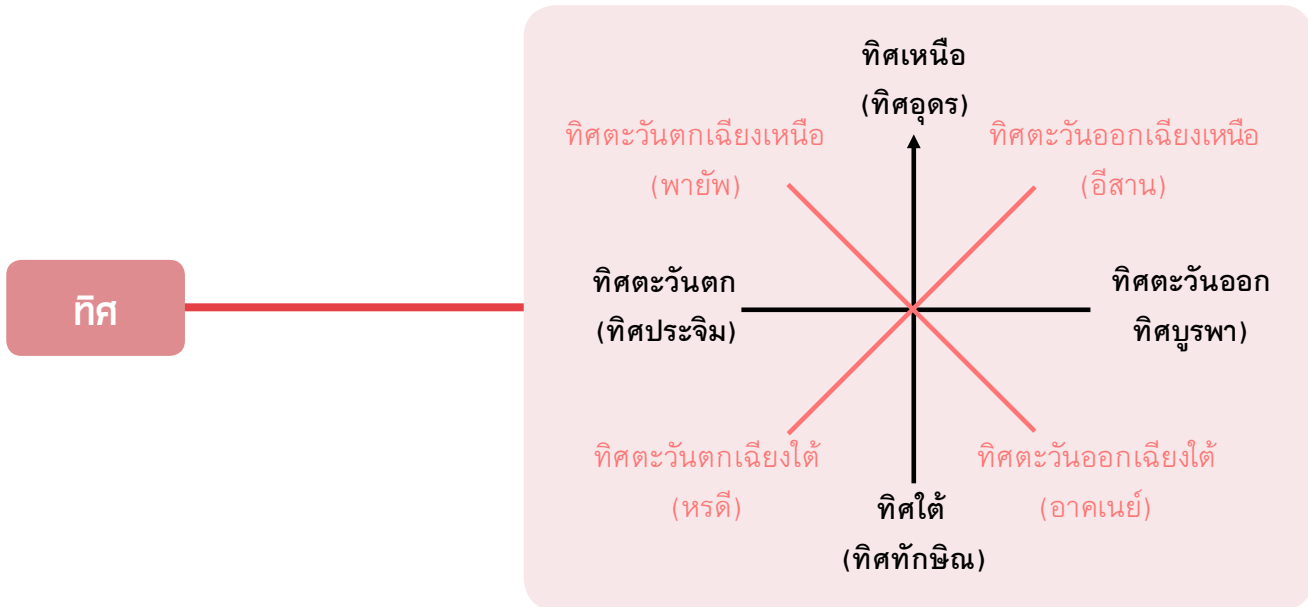 ทิศ
ทิศเหนือ
(ทิศอุดร)
ทิศตะวันตกเฉียงเหนือ
(พายัพ)
ทิศตะวันออกเฉียงเหนือ
(อีสาน)
ทิศตะวันตก
(ทิศประจิม)
ทิศตะวันออก
ทิศบูรพา)
ทิศตะวันตกเฉียงใต้
(หรดี)
ทิศตะวันออกเฉียงใต้
(อาคเนย์)
ทิศใต้
(ทิศทักษิณ)